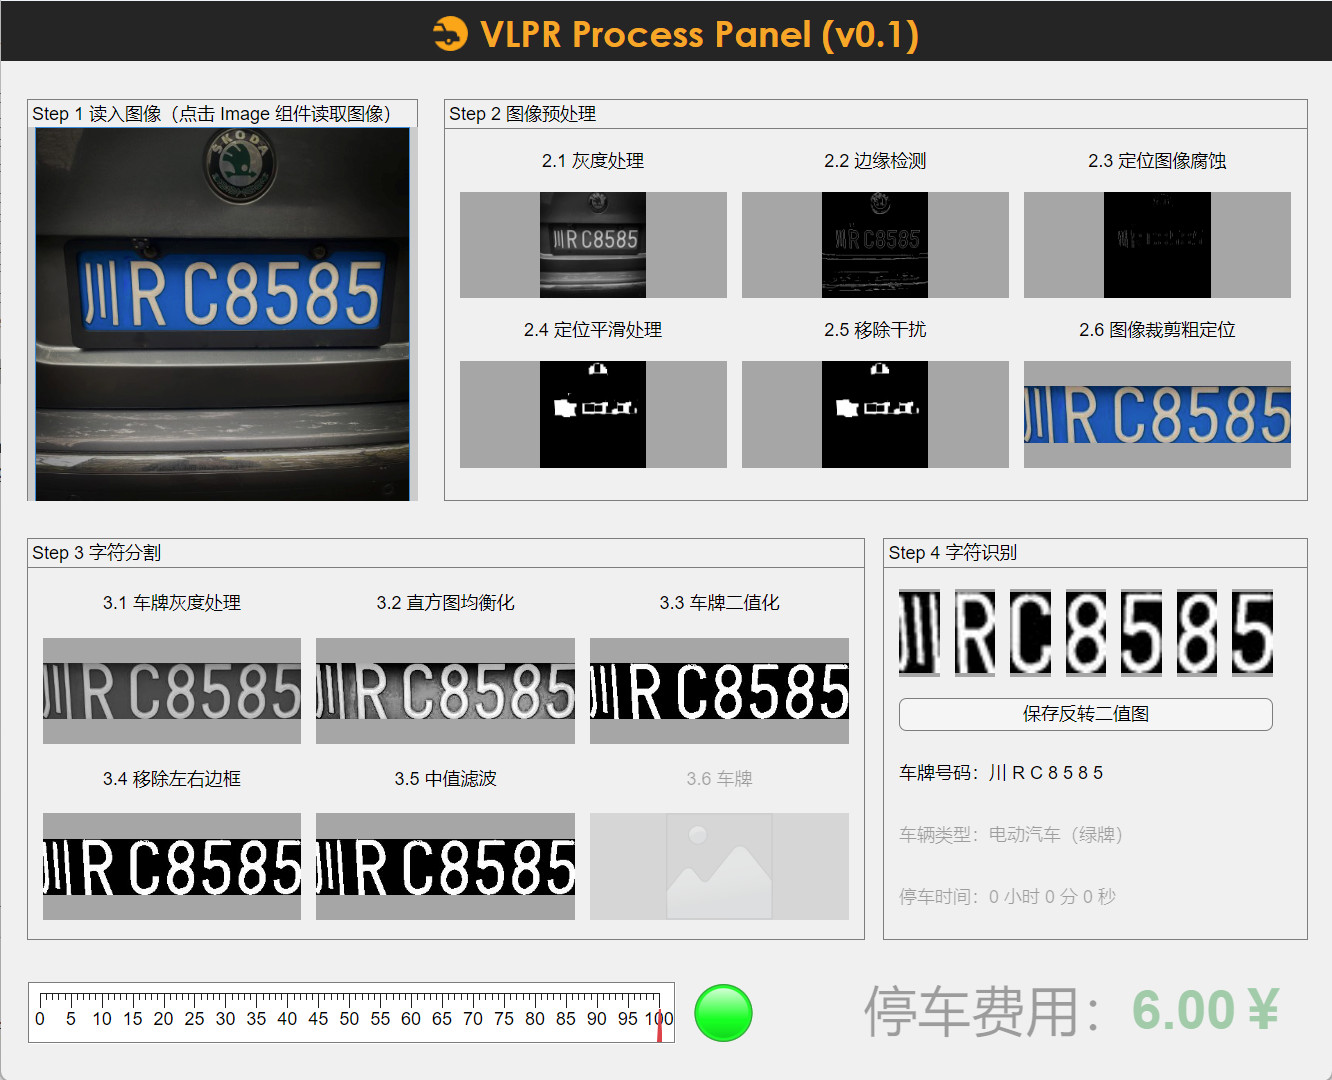 VLPR Process Panel (v0.1)
Step 1 读入图像（点击 Image 组件读取图像）
SKODA
川R C8585
Step 2 图像预处理
2.1 灰度处理
2.2 边缘检测
2.3 定位图像腐蚀
川R C8585
川R C8585
2.4 定位平滑处理
2.5 移除干扰
2.6 图像裁剪粗定位
川R C8585
Step 3 字符分割
3.1 车牌灰度处理
3.2 直方图均衡化
3.3 车牌二值化
川R C8585
川R C8585
川R C8585
3.4 移除左右边框
3.5 中值滤波
3.6 车牌
川R C8585
川R C8585
Step 4 字符识别
川 R C 8 5 8 5
保存反转二值图
车牌号码：川 R C 8 5 8 5
车辆类型：电动汽车（绿牌）
停车时间：0 小时 0 分 0 秒
0 5 10 15 20 25 30 35 40 45 50 55 60 65 70 75 80 85 90 95 100
停车费用：6.00 ¥